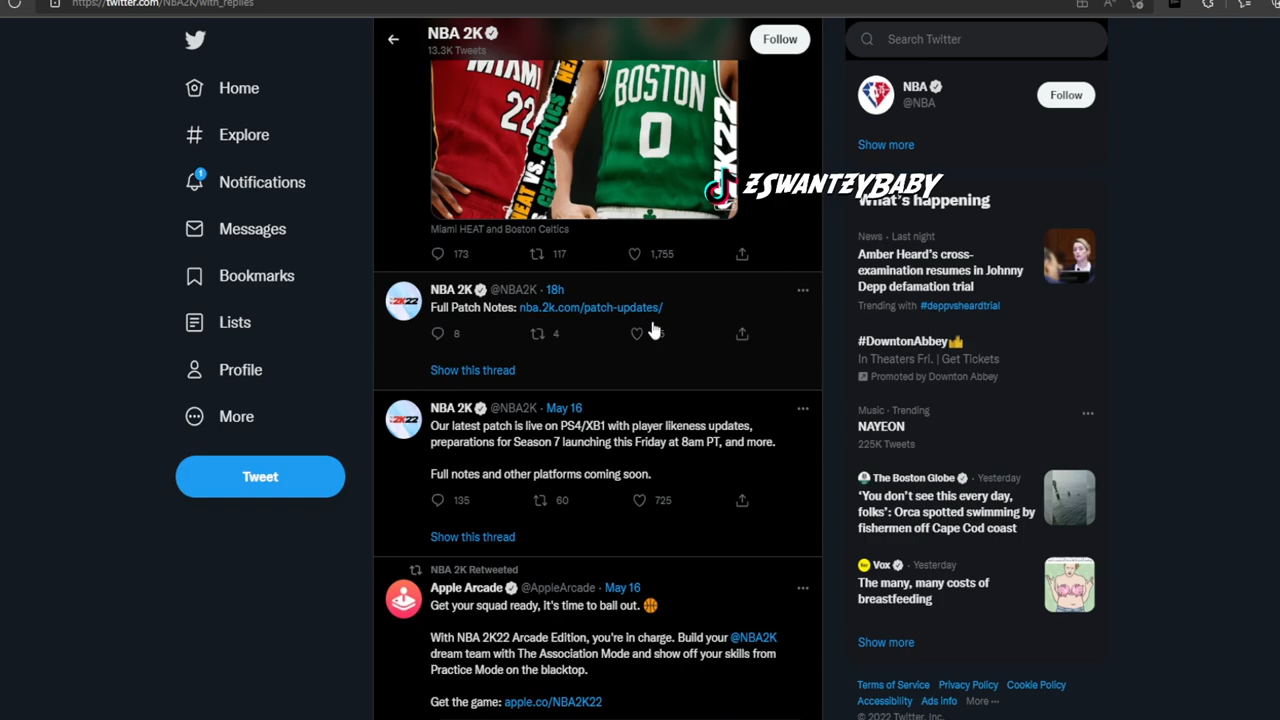 https://twitter.com/NBA2K/with_replies
Home
Explore
1
Notifications
Messages
Bookmarks
Lists
Profile
More
Tweet
NBA 2K
13.3K Tweets
Follow
MIAMI
22
HEAT VS. CELTICS
BOSTON
0
2K22
Miami HEAT and Boston Celtics
173 117 1,755
NBA 2K @NBA2K · 18h
Full Patch Notes: nba.2k.com/patch-updates/
8 4
Show this thread
NBA 2K @NBA2K · May 16
Our latest patch is live on PS4/XB1 with player likeness updates,
preparations for Season 7 launching this Friday at 8am PT, and more.
Full notes and other platforms coming soon.
135 60 725
Show this thread
NBA 2K Retweeted
Apple Arcade @AppleArcade · May 16
Get your squad ready, it's time to ball out.
With NBA 2K22 Arcade Edition, you're in charge. Build your @NBA2K
dream team with The Association Mode and show off your skills from
Practice Mode on the blacktop.
Get the game: apple.co/NBA2K22
Search Twitter
NBA
@NBA
Follow
Show more
ZSWANTZYBABY
What's happening
News · Last night
Amber Heard's cross-
examination resumes in Johnny
Depp defamation trial
Trending with #deppvsheardtrial
#DowntonAbbey
In Theaters Fri. | Get Tickets
Promoted by Downton Abbey
Music · Trending
NAYEON
225K Tweets
The Boston Globe · Yesterday
'You don't see this every day,
folks': Orca spotted swimming by
fishermen off Cape Cod coast
Vox · Yesterday
The many, many costs of
breastfeeding
Show more
Terms of Service Privacy Policy Cookie Policy
Accessibility Ads info More
© 2022 Twitter, Inc.